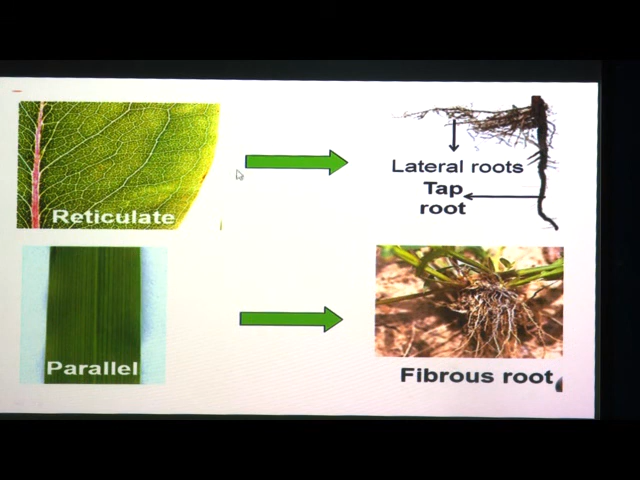 Reticulate
Lateral roots
Tap
root
Parallel
Fibrous root